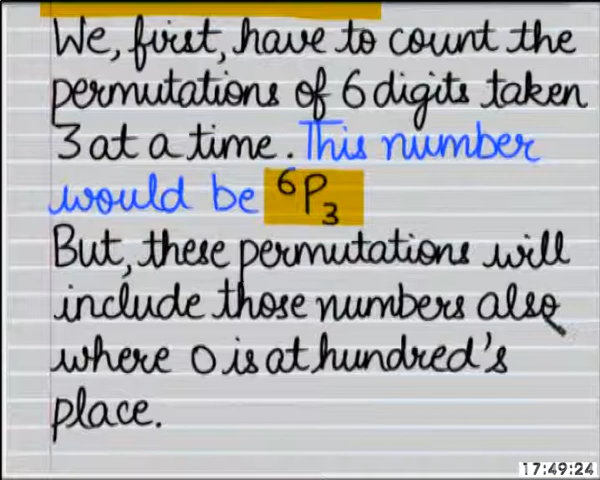 We, first, have to count the
permutations of 6 digits taken
3 at a time. This number
would be ⁶P₃
But, these permutations will
include those numbers also
where 0 is at hundred's
place.
17:49:24